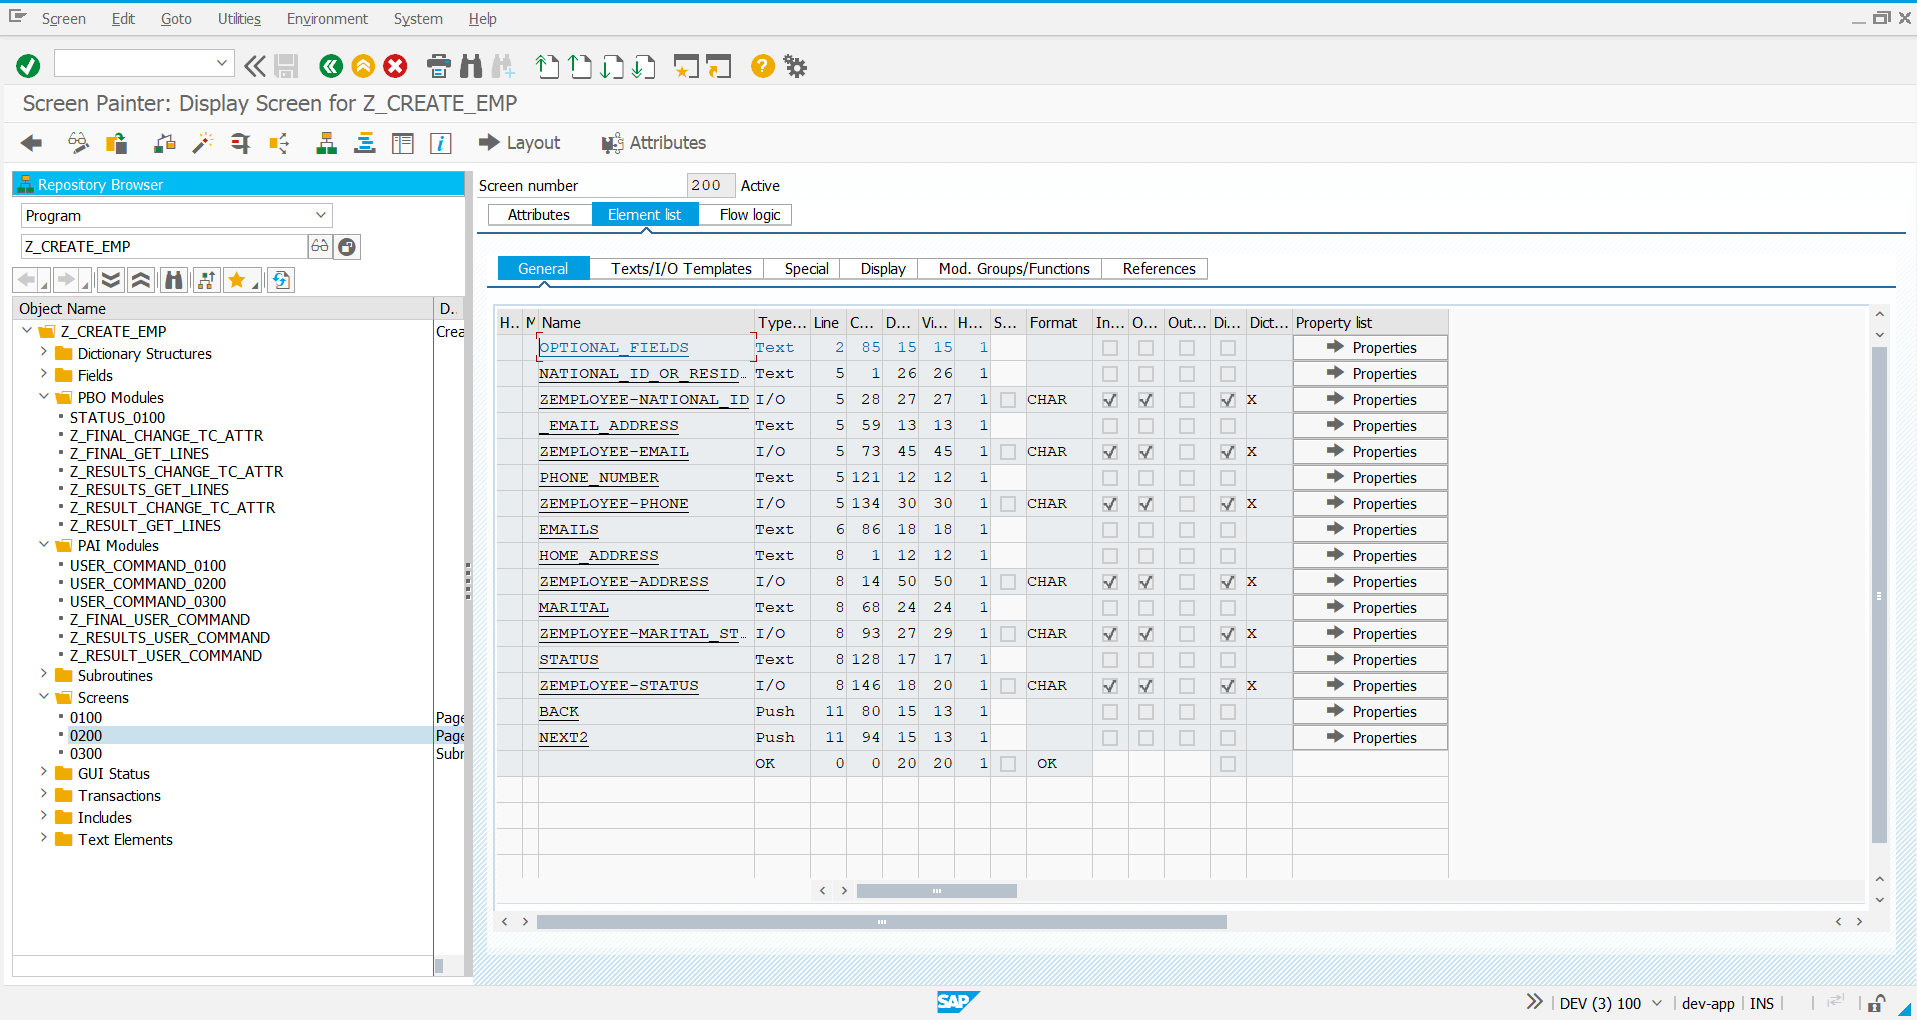 Screen Edit Goto Utilities Environment System Help
Screen Painter: Display Screen for Z_CREATE_EMP
Layout Attributes
Repository Browser
Program
Z_CREATE_EMP
Object Name D..
Z_CREATE_EMP Crea
Dictionary Structures
Fields
PBO Modules
STATUS_0100
Z_FINAL_CHANGE_TC_ATTR
Z_FINAL_GET_LINES
Z_RESULTS_CHANGE_TC_ATTR
Z_RESULTS_GET_LINES
Z_RESULT_CHANGE_TC_ATTR
Z_RESULT_GET_LINES
PAI Modules
USER_COMMAND_0100
USER_COMMAND_0200
USER_COMMAND_0300
Z_FINAL_USER_COMMAND
Z_RESULTS_USER_COMMAND
Z_RESULT_USER_COMMAND
Subroutines
Screens
0100 Page
0200 Page
0300 Subr
GUI Status
Transactions
Includes
Text Elements
Screen number 200 Active
Attributes Element list Flow logic
General Texts/I/O Templates Special Display Mod. Groups/Functions References
H.. M Name Type... Line C... D... Vi... H... S... Format In... O... Out... Di... Dict... Property list
OPTIONAL_FIELDS Text 2 85 15 15 1 Properties
NATIONAL_ID_OR_RESID.. Text 5 1 26 26 1 Properties
ZEMPLOYEE-NATIONAL_ID I/O 5 28 27 27 1 CHAR X Properties
_EMAIL_ADDRESS Text 5 59 13 13 1 Properties
ZEMPLOYEE-EMAIL I/O 5 73 45 45 1 CHAR X Properties
PHONE_NUMBER Text 5 121 12 12 1 Properties
ZEMPLOYEE-PHONE I/O 5 134 30 30 1 CHAR X Properties
EMAILS Text 6 86 18 18 1 Properties
HOME_ADDRESS Text 8 1 12 12 1 Properties
ZEMPLOYEE-ADDRESS I/O 8 14 50 50 1 CHAR X Properties
MARITAL Text 8 68 24 24 1 Properties
ZEMPLOYEE-MARITAL_ST.. I/O 8 93 27 29 1 CHAR X Properties
STATUS Text 8 128 17 17 1 Properties
ZEMPLOYEE-STATUS I/O 8 146 18 20 1 CHAR X Properties
BACK Push 11 80 15 13 1 Properties
NEXT2 Push 11 94 15 13 1 Properties
OK 0 0 20 20 1 OK
SAP DEV (3) 100 dev-app INS